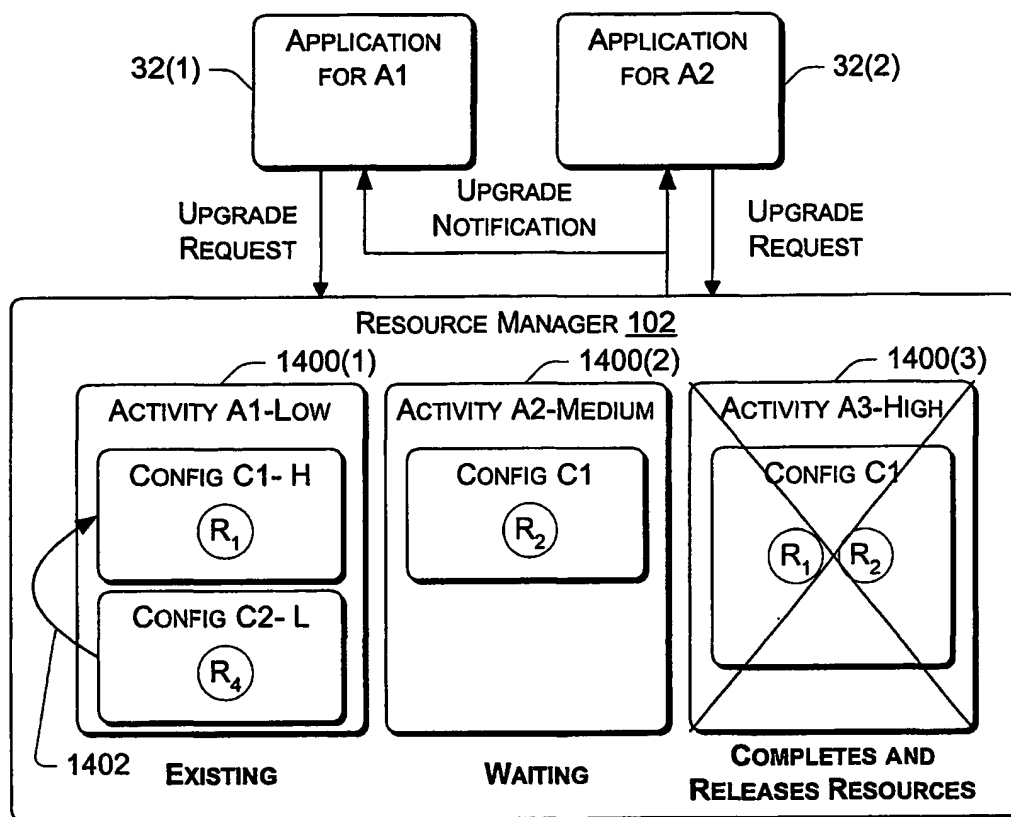 APPLICATION
FOR A1
APPLICATION
FOR A2
32(1)
32(2)
UPGRADE
REQUEST
UPGRADE
NOTIFICATION
UPGRADE
REQUEST
RESOURCE MANAGER 102
1400(1)
1400(2)
1400(3)
ACTIVITY A1-LOW
ACTIVITY A2-MEDIUM
ACTIVITY A3-HIGH
CONFIG C1- H
R1
CONFIG C1
R2
CONFIG C1
R1 R2
CONFIG C2- L
R4
1402
EXISTING
WAITING
COMPLETES AND
RELEASES RESOURCES